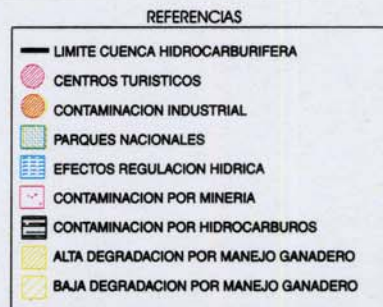 REFERENCIAS
LIMITE CUENCA HIDROCARBURIFERA
CENTROS TURISTICOS
CONTAMINACION INDUSTRIAL
PARQUES NACIONALES
EFECTOS REGULACION HIDRICA
CONTAMINACION POR MINERIA
CONTAMINACION POR HIDROCARBUROS
ALTA DEGRADACION POR MANEJO GANADERO
BAJA DEGRADACION POR MANEJO GANADERO